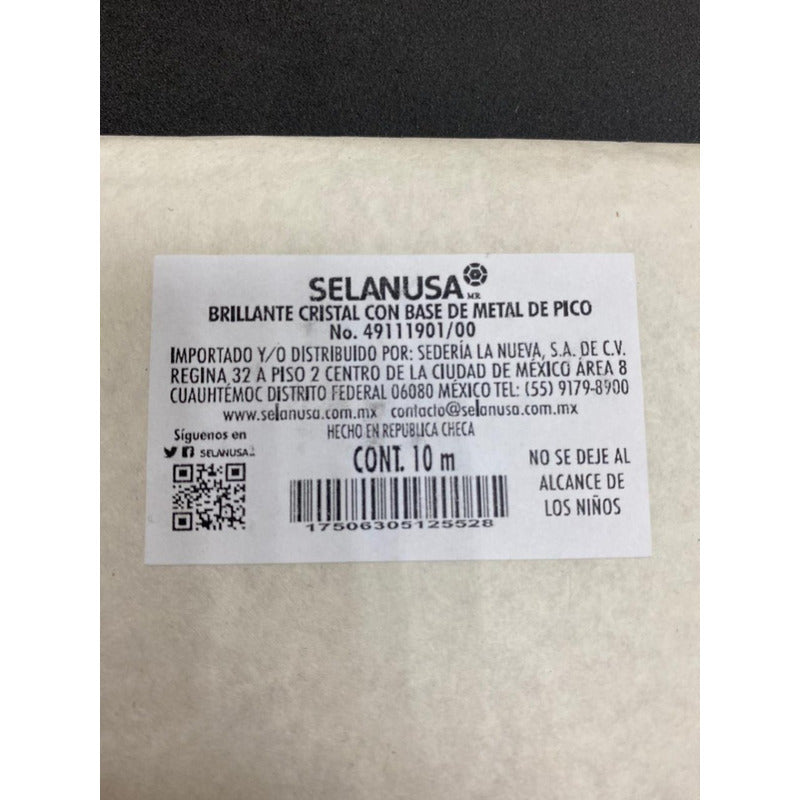 SELANUSA
MR
BRILLANTE CRISTAL CON BASE DE METAL DE PICO
No. 49111901/00
IMPORTADO Y/O DISTRIBUIDO POR: SEDERÍA LA NUEVA, S.A. DE C.V.
REGINA 32 A PISO 2 CENTRO DE LA CIUDAD DE MÉXICO ÁREA 8
CUAUHTÉMOC DISTRITO FEDERAL 06080 MÉXICO TEL: (55) 9179-8900
www.selanusa.com.mx contacto@selanusa.com.mx
HECHO EN REPUBLICA CHECA
Síguenos en
SELANUSA
CONT. 10 m
17506305125528
NO SE DEJE AL
ALCANCE DE
LOS NIÑOS